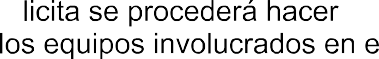 licita se procederá hacer
los equipos involucrados en e